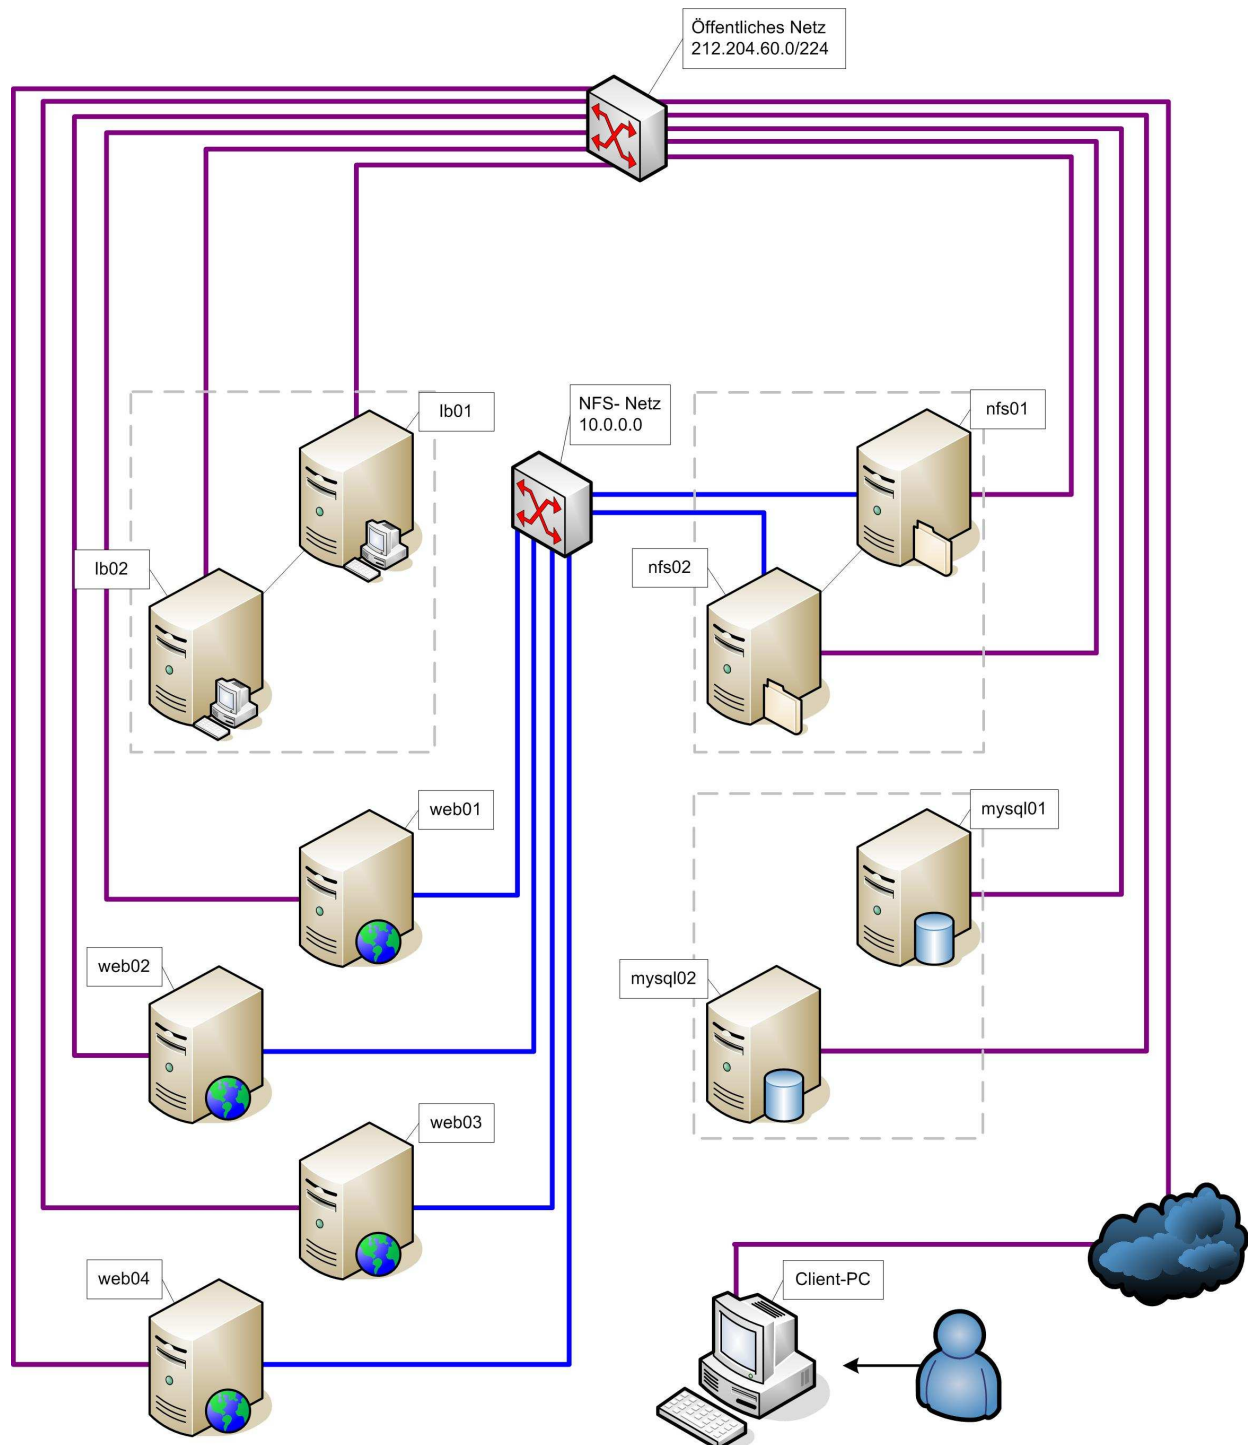 Öffentliches Netz
212.204.60.0/224
lb01
NFS- Netz
10.0.0.0
nfs01
lb02
nfs02
web01
mysql01
web02
mysql02
web03
web04
Client-PC